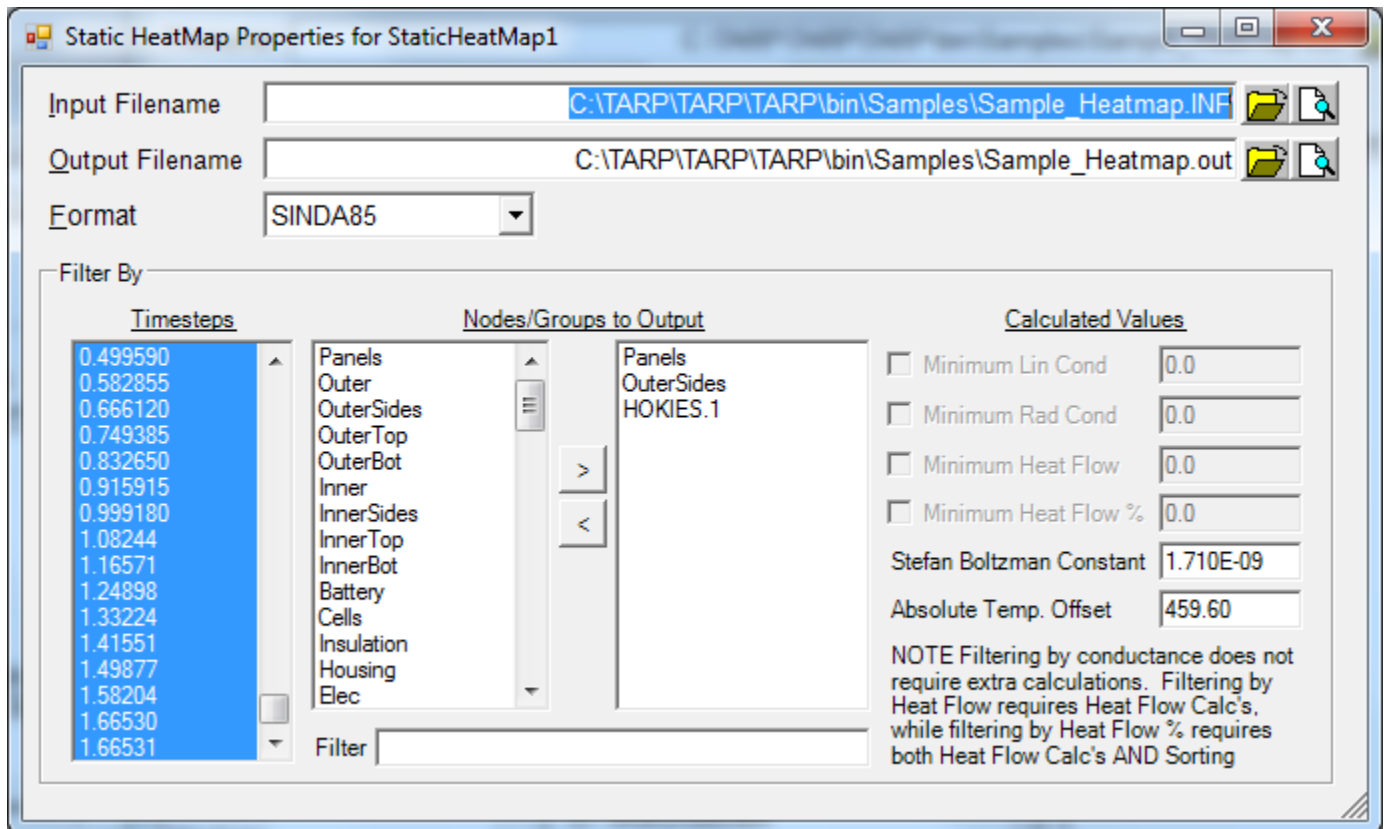 Static HeatMap Properties for StaticHeatMap1
Input Filename C:\TARP\TARP\TARP\bin\Samples\Sample_Heatmap.INF
Output Filename C:\TARP\TARP\TARP\bin\Samples\Sample_Heatmap.out
Format SINDA85
Filter By
Timesteps
0.499590
0.582855
0.666120
0.749385
0.832650
0.915915
0.999180
1.08244
1.16571
1.24898
1.33224
1.41551
1.49877
1.58204
1.66530
1.66531
Nodes/Groups to Output
Panels
Outer
OuterSides
OuterTop
OuterBot
Inner
InnerSides
InnerTop
InnerBot
Battery
Cells
Insulation
Housing
Elec
>
<
Panels
OuterSides
HOKIES.1
Filter
Calculated Values
Minimum Lin Cond 0.0
Minimum Rad Cond 0.0
Minimum Heat Flow 0.0
Minimum Heat Flow % 0.0
Stefan Boltzman Constant 1.710E-09
Absolute Temp. Offset 459.60
NOTE Filtering by conductance does not
require extra calculations. Filtering by
Heat Flow requires Heat Flow Calc's,
while filtering by Heat Flow % requires
both Heat Flow Calc's AND Sorting